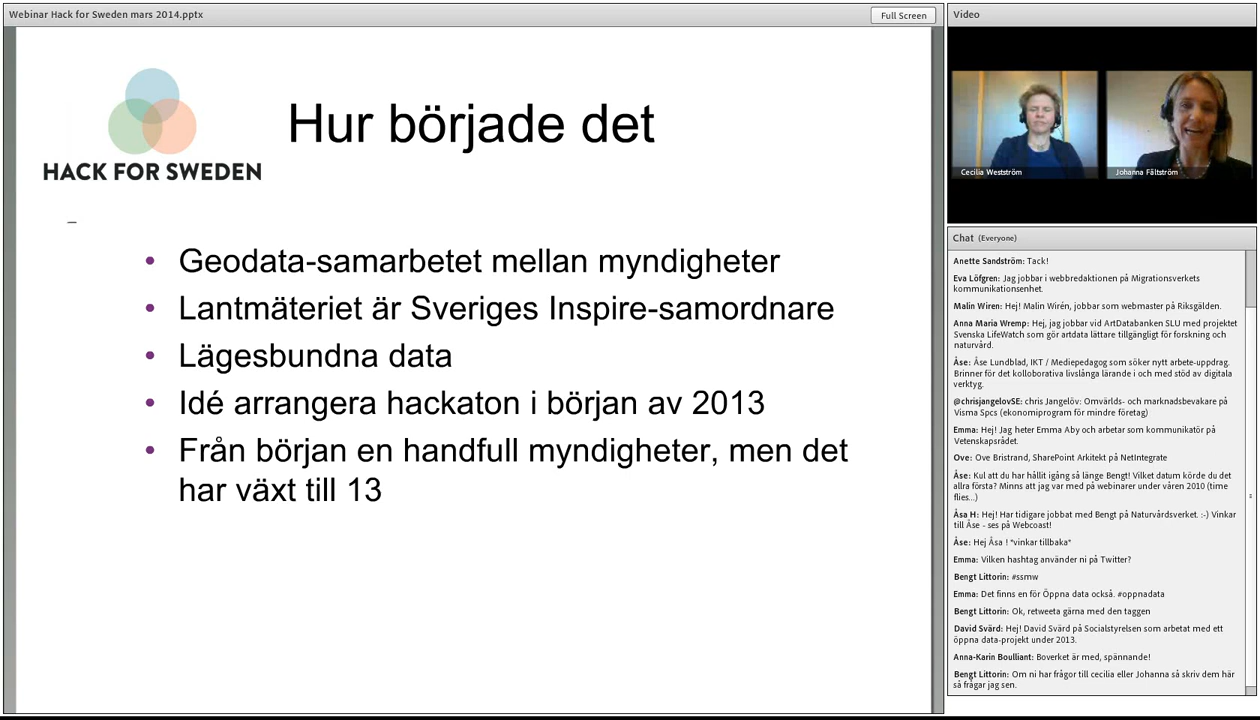 Webinar Hack for Sweden mars 2014.pptx
Full Screen
HACK FOR SWEDEN
Hur började det
–
• Geodata-samarbetet mellan myndigheter
• Lantmäteriet är Sveriges Inspire-samordnare
• Lägesbundna data
• Idé arrangera hackaton i början av 2013
• Från början en handfull myndigheter, men det
har växt till 13
Video
Cecilia Westström
Johanna Fältström
Chat (Everyone)
Anette Sandström: Tack!
Eva Löfgren: Jag jobbar i webbredaktionen på Migrationsverkets
kommunikationsenhet.
Malin Wiren: Hej! Malin Wirén, jobbar som webmaster på Riksgälden.
Anna Maria Wremp: Hej, jag jobbar vid ArtDatabanken SLU med projektet
Svenska LifeWatch som gör artdata lättare tillgängligt för forskning och
naturvård.
Åse: Åse Lundblad, IKT / Mediepedagog som söker nytt arbete-uppdrag.
Brinner för det kolloborativa livslånga lärande i och med stöd av digitala
verktyg.
@chrisjangelovSE: chris Jangelöv: Omvärlds- och marknadsbevakare på
Visma Spcs (ekonomiprogram för mindre företag)
Emma: Hej! Jag heter Emma Aby och arbetar som kommunikatör på
Vetenskapsrådet.
Ove: Ove Bristrand, SharePoint Arkitekt på NetIntegrate
Åse: Kul att du har hållit igång så länge Bengt! Vilket datum körde du det
allra första? Minns att jag var med på webinarer under våren 2010 (time
flies...)
Åsa H: Hej! Har tidigare jobbat med Bengt på Naturvårdsverket. :-) Vinkar
till Åse - ses på Webcoast!
Åse: Hej Åsa ! *vinkar tillbaka*
Emma: Vilken hashtag använder ni på Twitter?
Bengt Littorin: #ssmw
Emma: Det finns en för Öppna data också. #oppnadata
Bengt Littorin: Ok, retweeta gärna med den taggen
David Svärd: Hej! David Svärd på Socialstyrelsen som arbetat med ett
öppna data-projekt under 2013.
Anna-Karin Boulliant: Boverket är med, spännande!
Bengt Littorin: Om ni har frågor till cecilia eller Johanna så skriv dem här
så frågar jag sen.